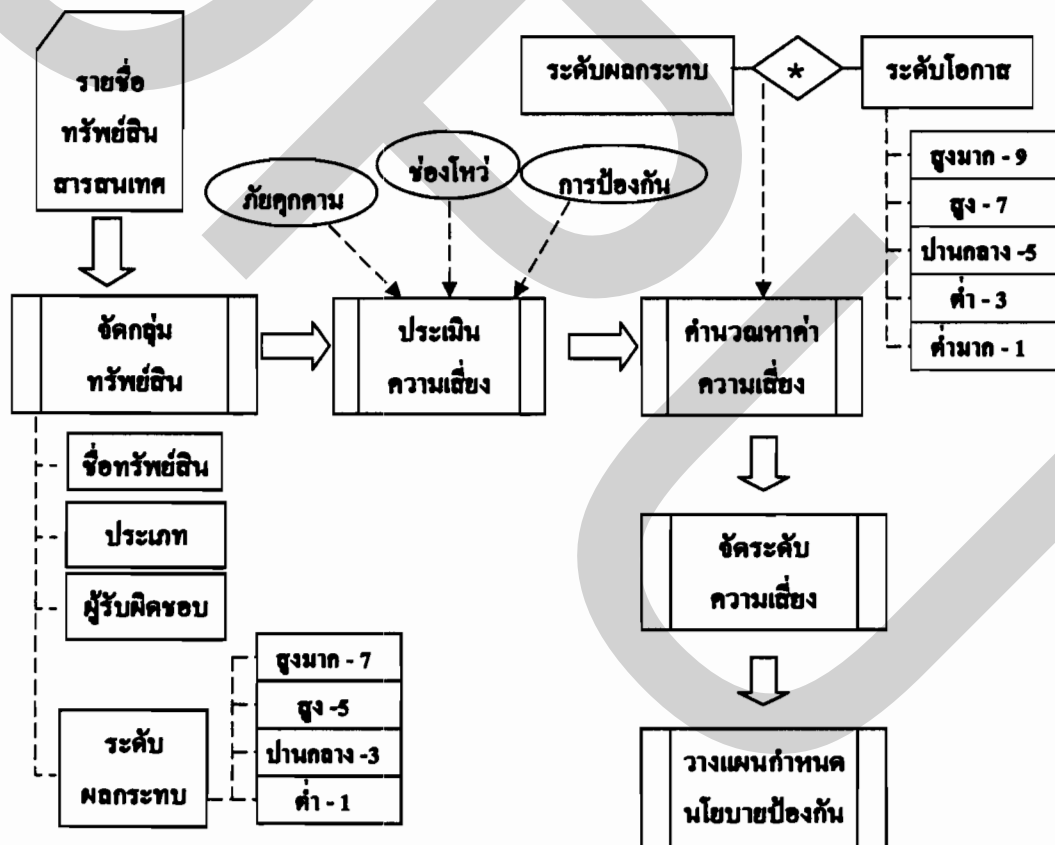 รายชื่อ
ทรัพย์สิน
สารสนเทศ
ระดับผลกระทบ
*
ระดับโอกาส
สูงมาก - 9
สูง - 7
ปานกลาง -5
ต่ำ - 3
ต่ำมาก - 1
ภัยคุกคาม
ช่องโหว่
การป้องกัน
จัดกลุ่ม
ทรัพย์สิน
ประเมิน
ความเสี่ยง
คำนวณหาค่า
ความเสี่ยง
ชื่อทรัพย์สิน
ประเภท
ผู้รับผิดชอบ
ระดับ
ผลกระทบ
สูงมาก - 7
สูง -5
ปานกลาง -3
ต่ำ - 1
จัดระดับ
ความเสี่ยง
วางแผนกำหนด
นโยบายป้องกัน